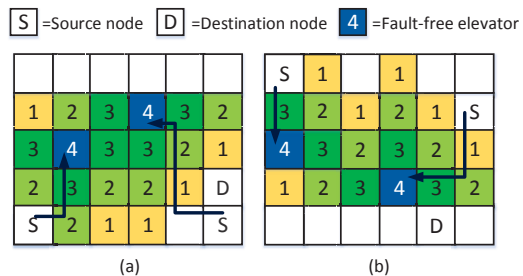 S =Source node D =Destination node 4 =Fault-free elevator
1 2 3 4 3 2
3 4 3 3 2 1
2 3 2 2 1 D
S 2 1 1 S
(a)
S 1 1
3 2 1 2 1 S
4 3 2 3 2 1
1 2 3 4 3 2
D
(b)